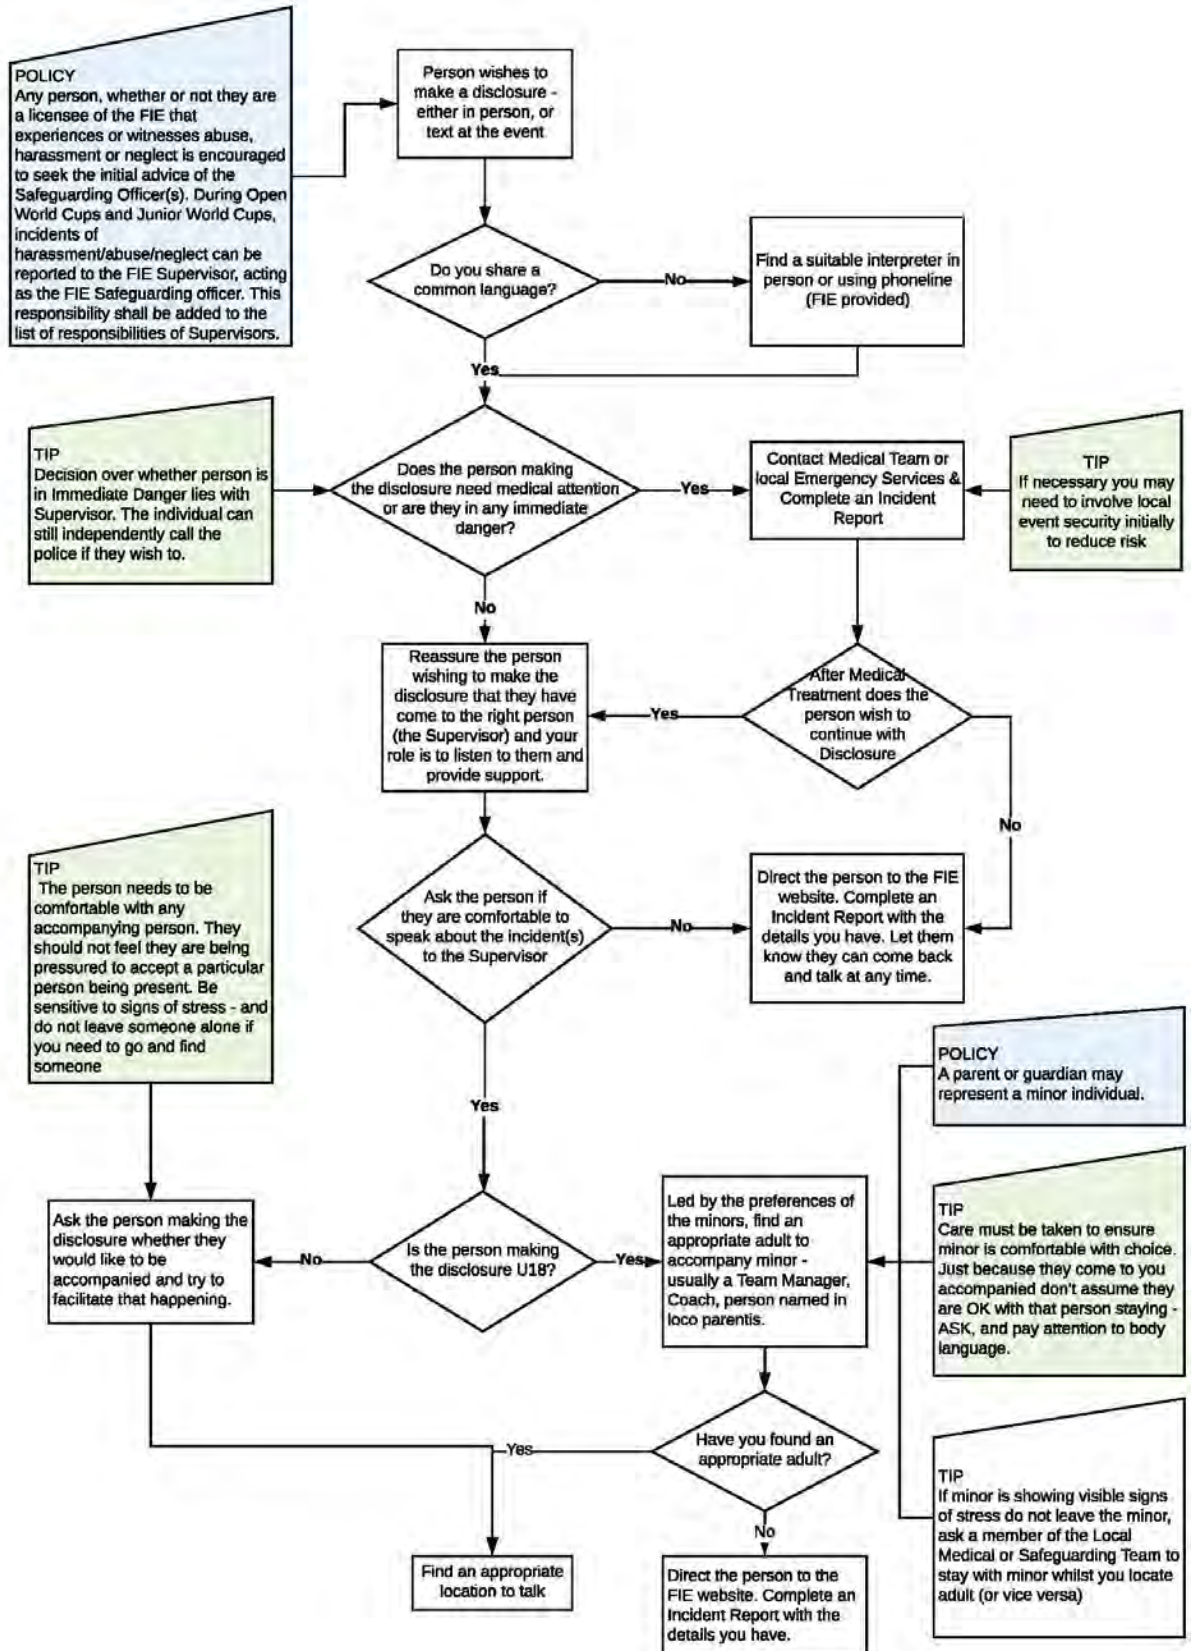 POLICY
Any person, whether or not they are
a licensee of the FIE that
experiences or witnesses abuse,
harassment or neglect is encouraged
to seek the initial advice of the
Safeguarding Officer(s). During Open
World Cups and Junior World Cups,
incidents of
harassment/abuse/neglect can be
reported to the FIE Supervisor, acting
as the FIE Safeguarding officer. This
responsibility shall be added to the
list of responsibilities of Supervisors.
Person wishes to
make a disclosure -
either in person, or
text at the event
Do you share a
common language?
No
Find a suitable interpreter in
person or using phoneline
(FIE provided)
Yes
TIP
Decision over whether person is
in Immediate Danger lies with
Supervisor. The individual can
still independently call the
police if they wish to.
Does the person making
the disclosure need medical attention
or are they in any immediate
danger?
Yes
Contact Medical Team or
local Emergency Services &
Complete an Incident
Report
TIP
If necessary you may
need to involve local
event security initially
to reduce risk
No
Reassure the person
wishing to make the
disclosure that they have
come to the right person
(the Supervisor) and your
role is to listen to them and
provide support.
Yes
After Medical
Treatment does the
person wish to
continue with
Disclosure
No
TIP
The person needs to be
comfortable with any
accompanying person. They
should not feel they are being
pressured to accept a particular
person being present. Be
sensitive to signs of stress - and
do not leave someone alone if
you need to go and find
someone
Ask the person if
they are comfortable to
speak about the incident(s)
to the Supervisor
No
Direct the person to the FIE
website. Complete an
Incident Report with the
details you have. Let them
know they can come back
and talk at any time.
Yes
POLICY
A parent or guardian may
represent a minor individual.
Ask the person making the
disclosure whether they
would like to be
accompanied and try to
facilitate that happening.
No
Is the person making
the disclosure U18?
Yes
Led by the preferences of
the minors, find an
appropriate adult to
accompany minor -
usually a Team Manager,
Coach, person named in
loco parentis.
TIP
Care must be taken to ensure
minor is comfortable with choice.
Just because they come to you
accompanied don't assume they
are OK with that person staying -
ASK, and pay attention to body
language.
Yes
Have you found an
appropriate adult?
TIP
If minor is showing visible signs
of stress do not leave the minor,
ask a member of the Local
Medical or Safeguarding Team to
stay with minor whilst you locate
adult (or vice versa)
No
Find an appropriate
location to talk
Direct the person to the
FIE website. Complete an
Incident Report with the
details you have.